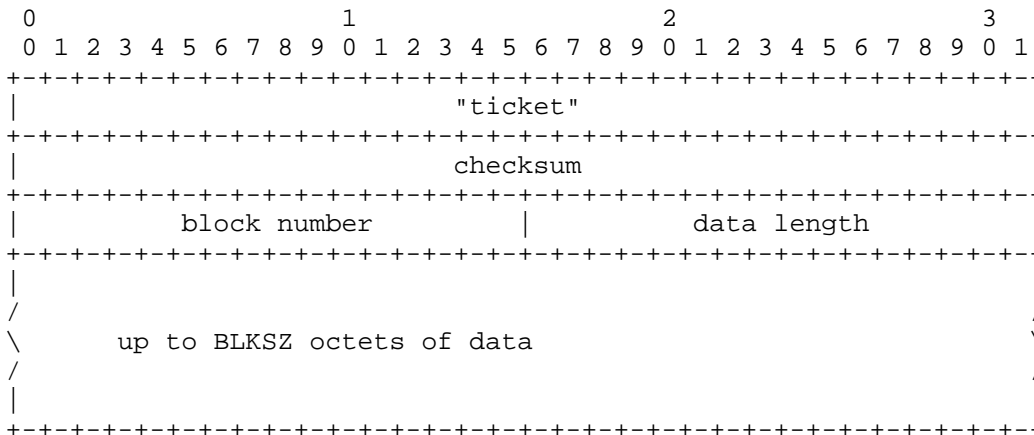 0                   1                   2                   3
 0 1 2 3 4 5 6 7 8 9 0 1 2 3 4 5 6 7 8 9 0 1 2 3 4 5 6 7 8 9 0 1
+-+-+-+-+-+-+-+-+-+-+-+-+-+-+-+-+-+-+-+-+-+-+-+-+-+-+-+-+-+-+-+-
|                           "ticket"
+-+-+-+-+-+-+-+-+-+-+-+-+-+-+-+-+-+-+-+-+-+-+-+-+-+-+-+-+-+-+-+-
|                           checksum
+-+-+-+-+-+-+-+-+-+-+-+-+-+-+-+-+-+-+-+-+-+-+-+-+-+-+-+-+-+-+-+-
|          block number         |          data length
+-+-+-+-+-+-+-+-+-+-+-+-+-+-+-+-+-+-+-+-+-+-+-+-+-+-+-+-+-+-+-+-
|
/                                                               /
\      up to BLKSZ octets of data                               \
/                                                               /
|
+-+-+-+-+-+-+-+-+-+-+-+-+-+-+-+-+-+-+-+-+-+-+-+-+-+-+-+-+-+-+-+-